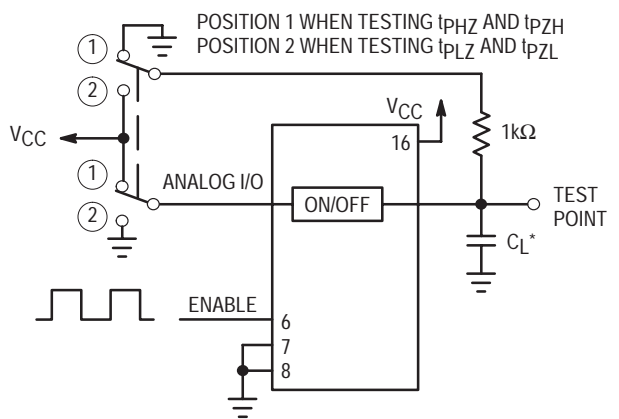 POSITION 1 WHEN TESTING tPHZ AND tPZH
POSITION 2 WHEN TESTING tPLZ AND tPZL
1
2
VCC
1
2
ANALOG I/O
ON/OFF
VCC
16
1kΩ
TEST
POINT
CL*
ENABLE
6
7
8